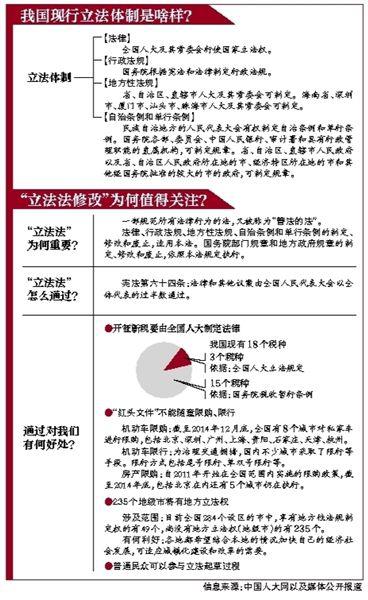 我国现行立法体制是啥样?
立法体制
【法律】
全国人大及其常委会行使国家立法权。
【行政法规】
国务院根据宪法和法律制定行政法规。
【地方性法规】
省、自治区、直辖市人大及其常委会可制定。海南省、深圳
市、厦门市、汕头市、珠海市人大及其常委会可制定。
【自治条例和单行条例】
民族自治地方的人民代表大会有权制定自治条例和单行条
例。国务院各部、委员会、中国人民银行、审计署和具有行政管
理职能的直属机构,可制定规章。省、自治区、直辖市人民政府
以及省、自治区人民政府所在地的市、经济特区所在地的市和其
他经国务院批准的较大的市的政府,可制定规章。
“立法法修改”为何值得关注?
“立法法”
为何重要?
一部规范所有法律行为的法,又被称为“管法的法”。
法律、行政法规、地方性法规、自治条例和单行条例的制定、
修改和废止,适用本法。国务院部门规章和地方政府规章的制
定、修改和废止,依照本法规定执行。
“立法法”
怎么通过?
宪法第六十四条:法律和其他议案由全国人民代表大会以全
体代表的过半数通过。
通过对我们
有何好处?
●开征新税要由全国人大制定法律
我国现有18个税种
3个税种
依据:全国人大立法规定
15个税种
依据:国务院税收暂行条例
●“红头文件”不能随意限购、限行
机动车限购:截至2014年12月底,全国有8个城市对私家车
进行限购,包括北京、深圳、广州、上海、贵阳、石家庄、天津、杭州。
机动车限行:为治理交通拥堵,国内不少城市采取了限行等
手段。限行方式包括尾号限行、单双号限行等。
房产限购:自2011年开始在全国范围内实施的限购政策,截
至2014年底,包括北京在内还有5个城市仍在执行。
●235个地级市将有地方立法权
涉及范围:目前全国284个设区的市中,享有地方性法规制
定权的有49个,尚没有地方立法权(地级市)的有235个。
有何利好:各地都希望结合本地的情况加快自己的经济社
会发展,可适应城镇化建设和改革的需要。
●普通民众可以参与立法起草过程
信息来源:中国人大网以及媒体公开报道